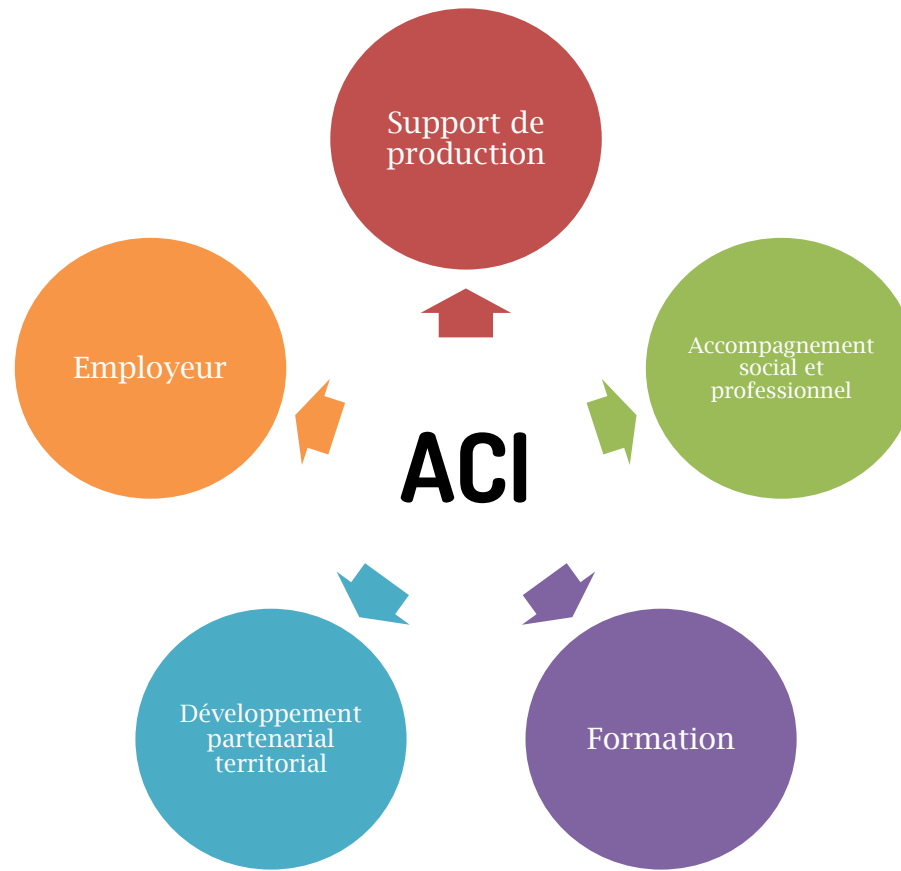 Support de
production
Employeur
Accompagnement
social et
professionnel
ACI
Développement
partenarial
territorial
Formation